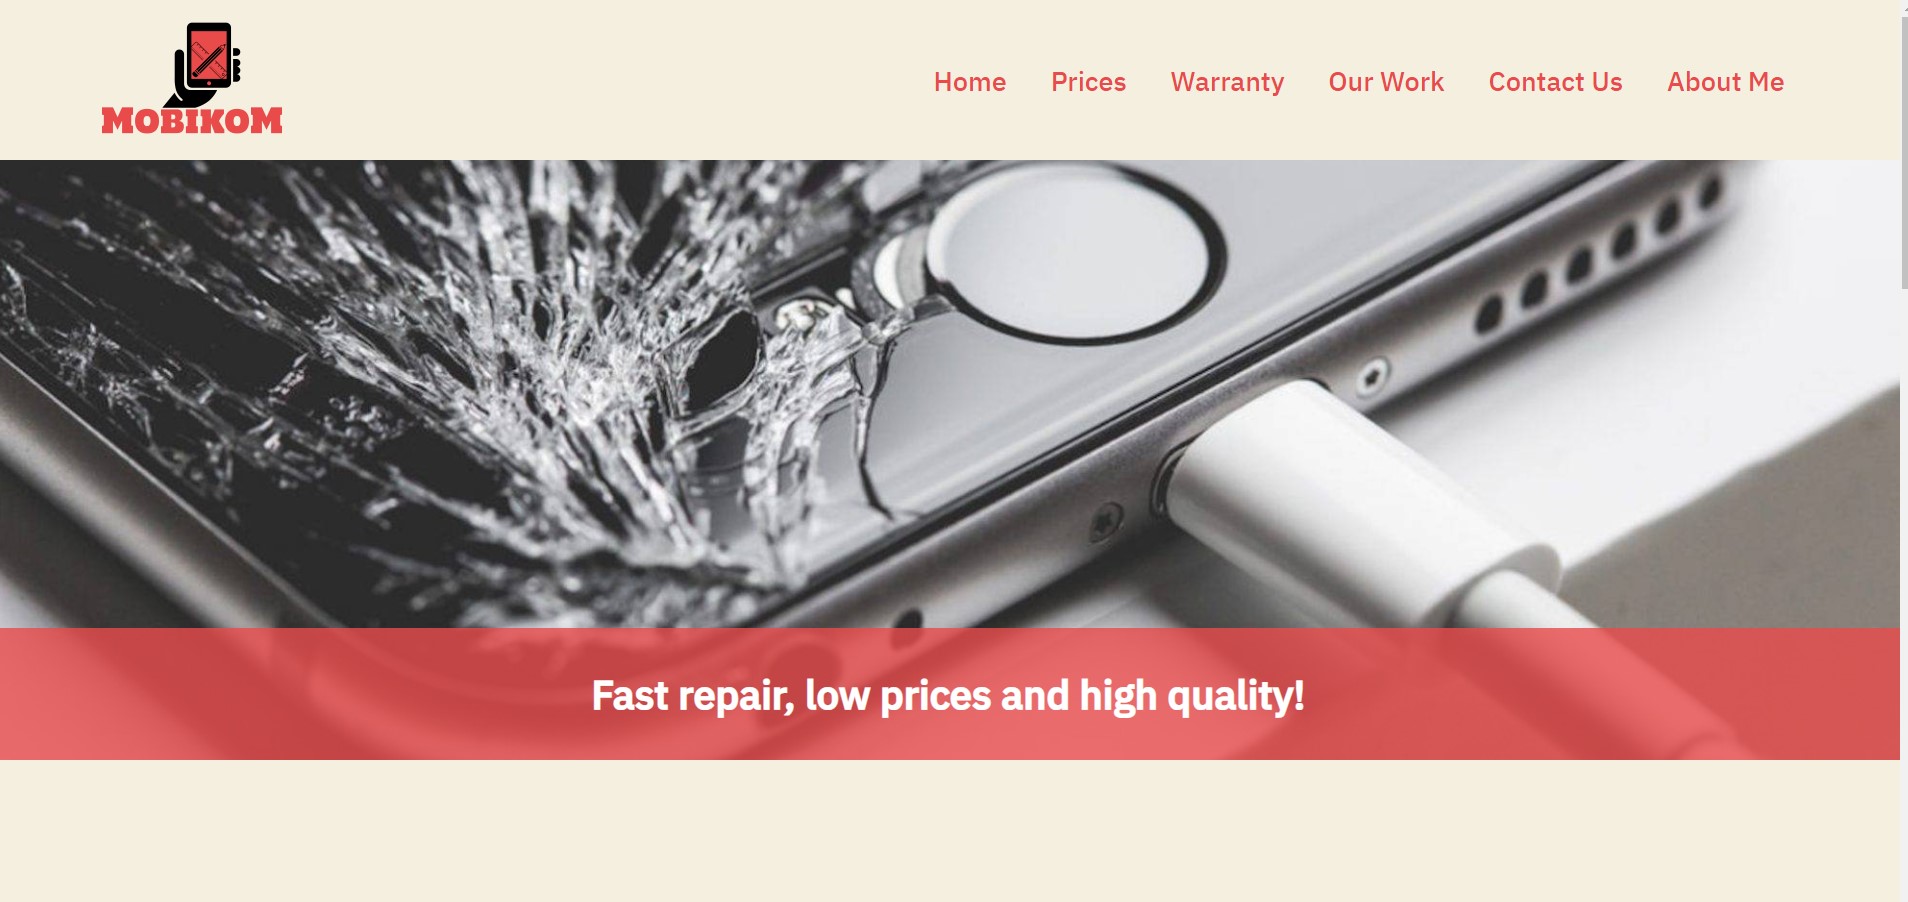 MOBIKOM
Home Prices Warranty Our Work Contact Us About Me
Fast repair, low prices and high quality!